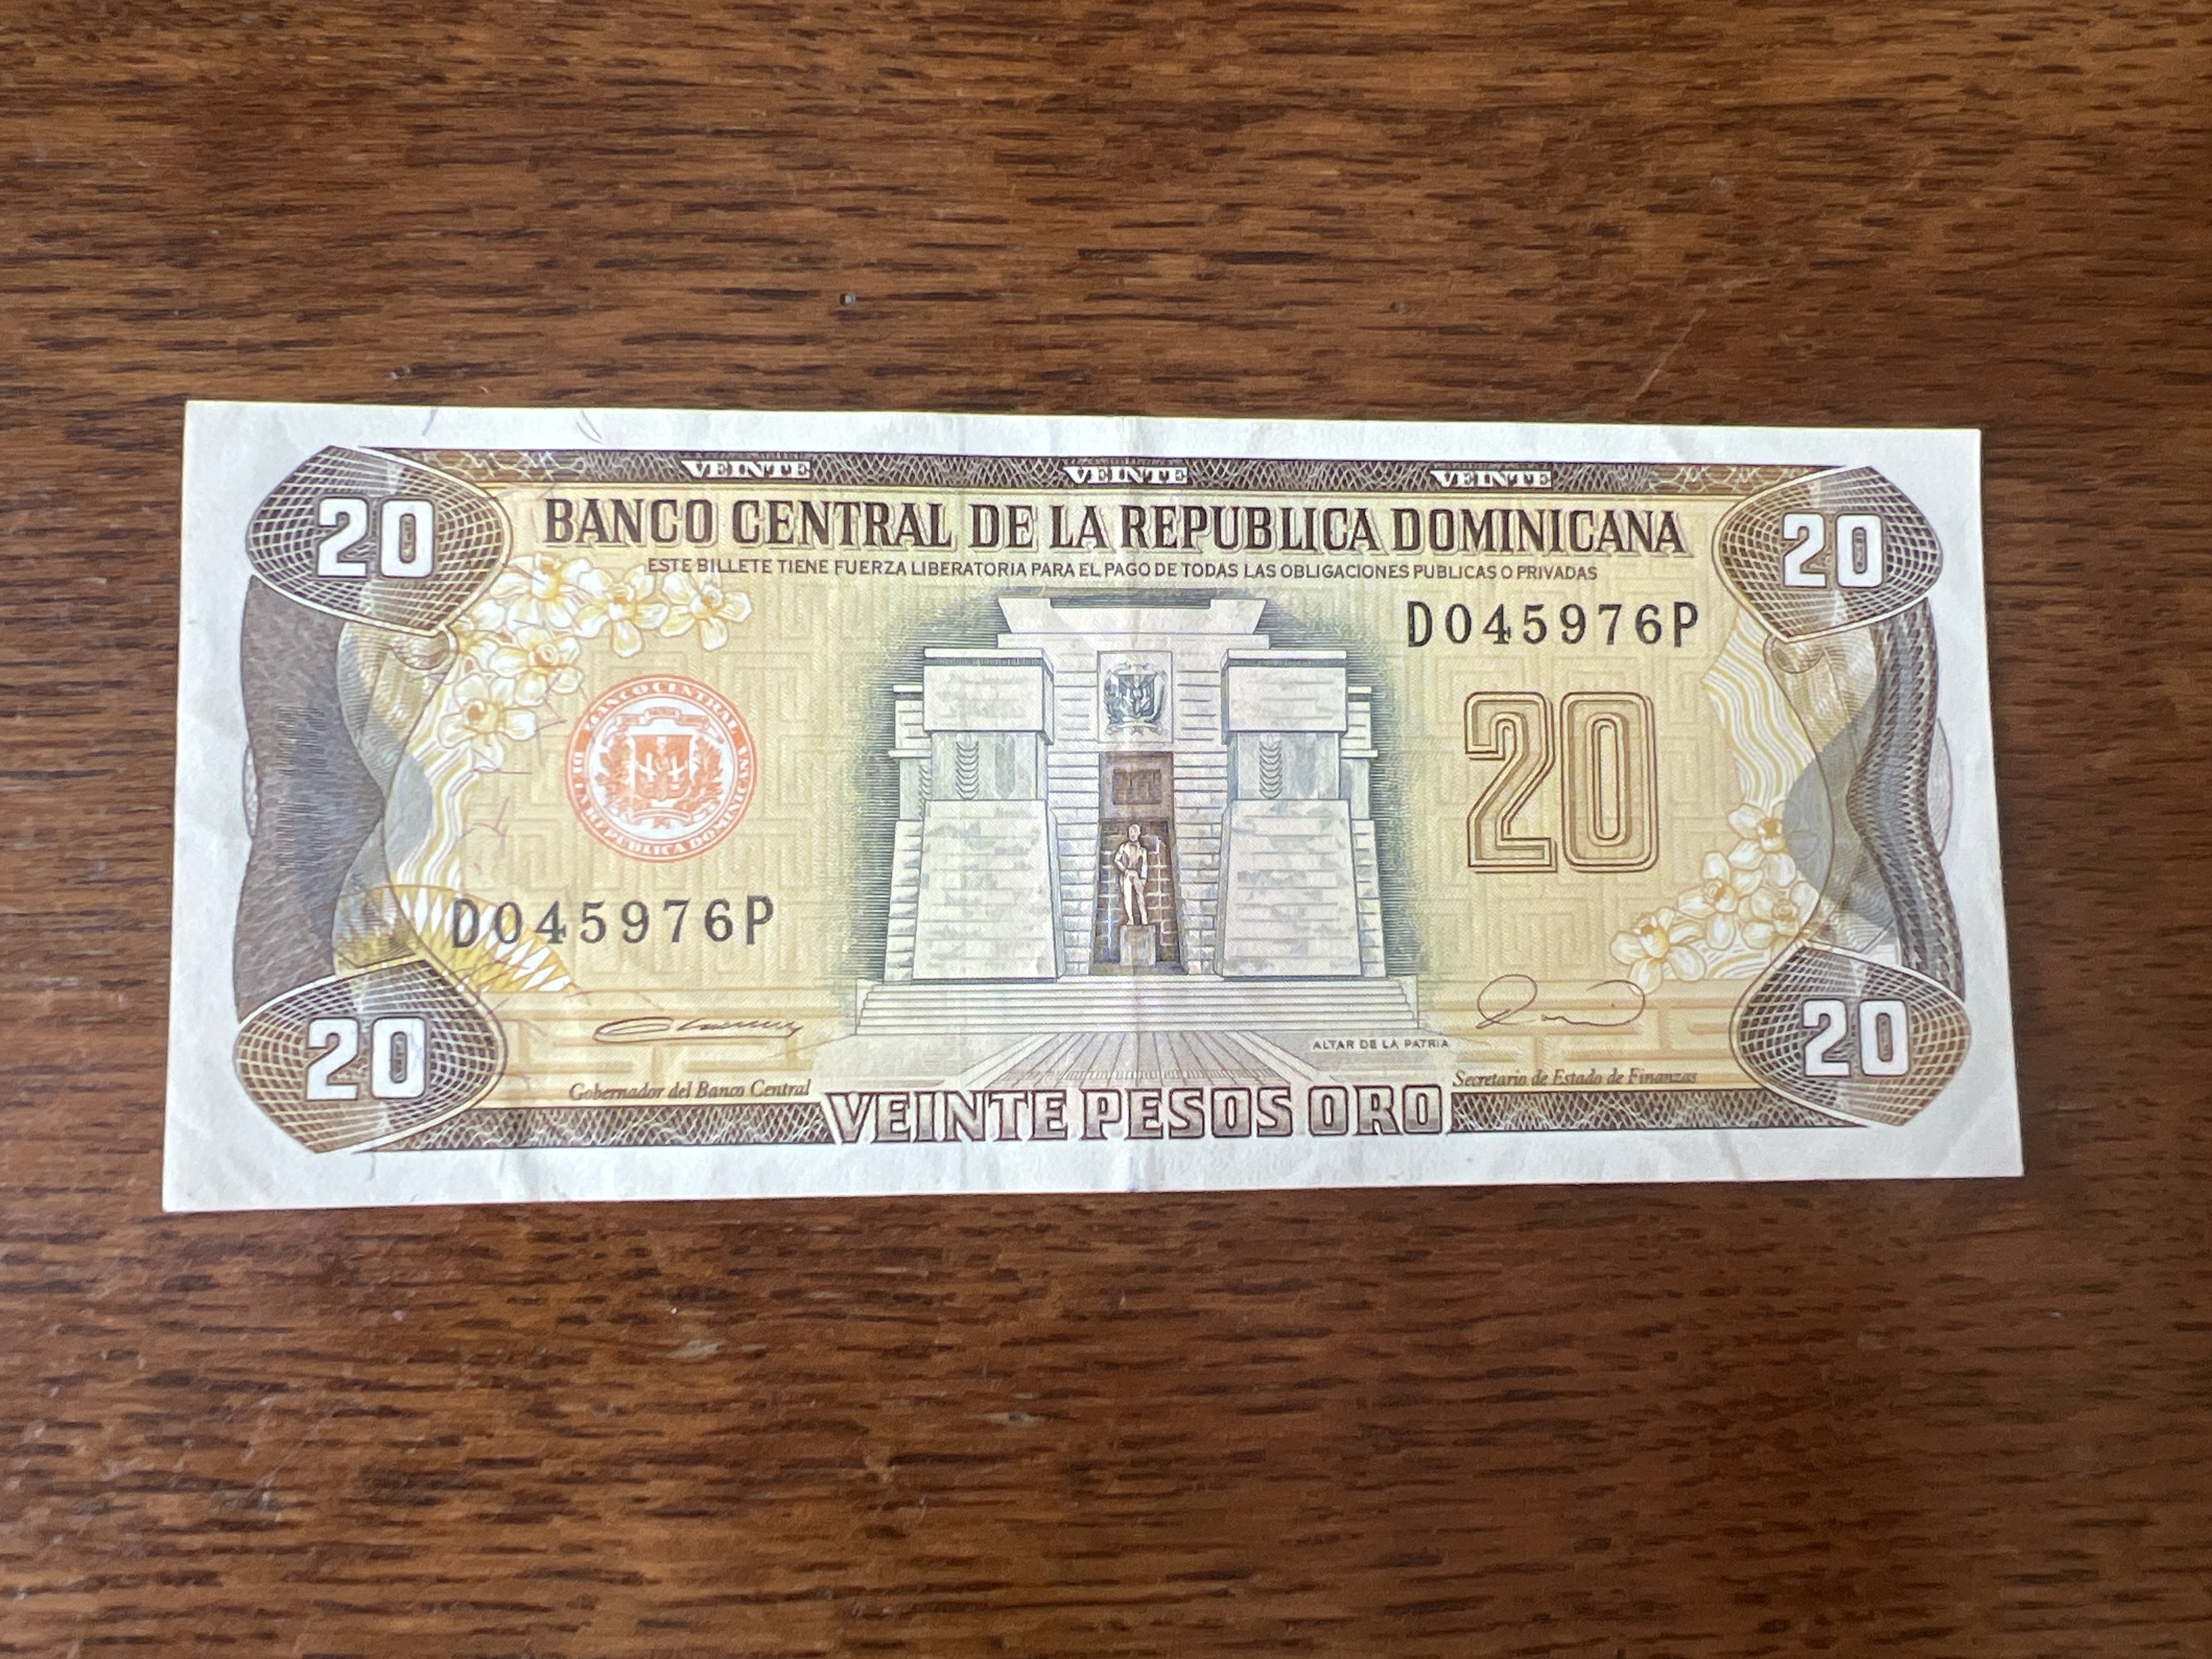 VEINTE VEINTE VEINTE
20 20
BANCO CENTRAL DE LA REPUBLICA DOMINICANA
ESTE BILLETE TIENE FUERZA LIBERATORIA PARA EL PAGO DE TODAS LAS OBLIGACIONES PUBLICAS O PRIVADAS
D045976P
BANCO CENTRAL DE LA REPUBLICA DOMINICANA
20
D045976P
20 20
ALTAR DE LA PATRIA
Gobernador del Banco Central
Secretario de Estado de Finanzas
VEINTE PESOS ORO